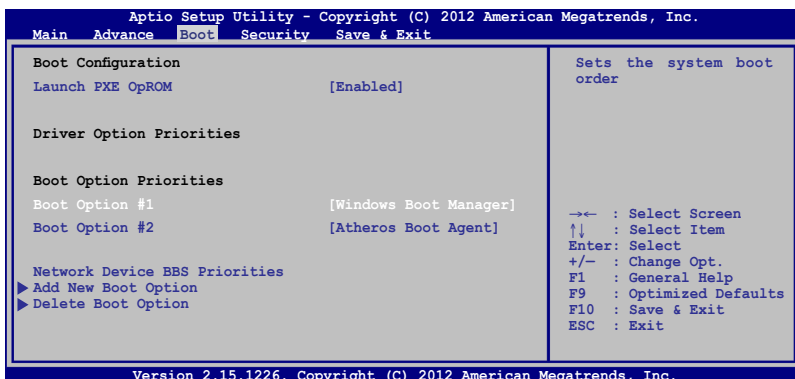 Aptio Setup Utility - Copyright (C) 2012 American Megatrends, Inc.
Main Advance Boot Security Save & Exit
Boot Configuration
Launch PXE OpROM [Enabled]
Driver Option Priorities
Boot Option Priorities
Boot Option #1 [Windows Boot Manager]
Boot Option #2 [Atheros Boot Agent]
Network Device BBS Priorities
Add New Boot Option
Delete Boot Option
Sets the system boot
order
→← : Select Screen
↑↓ : Select Item
Enter: Select
+/— : Change Opt.
F1 : General Help
F9 : Optimized Defaults
F10 : Save & Exit
ESC : Exit
Version 2.15.1226. Copyright (C) 2012 American Megatrends, Inc.